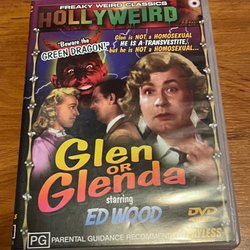 FREAKY WEIRD CLASSICS
HOLLYWEIRD
"Beware the
GREEN DRAGON!"
Glen is NOT a HOMOSEXUAL
HE IS A TRANSVESTITE,
but he is NOT a HOMOSEXUAL...
Glen
OR
Glenda
starring
ED WOOD
DVD
PG PARENTAL GUIDANCE RECOMMENDED